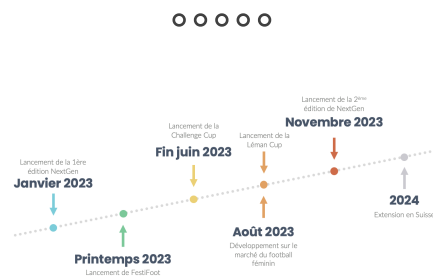 Lancement de la 1ère
édition NextGen
Janvier 2023
Printemps 2023
Lancement de FestiFoot
Lancement de la
Challenge Cup
Fin juin 2023
Lancement de la
Léman Cup
Août 2023
Développement sur le
marché du football
féminin
Lancement de la 2ème
édition de NextGen
Novembre 2023
2024
Extension en Suisse